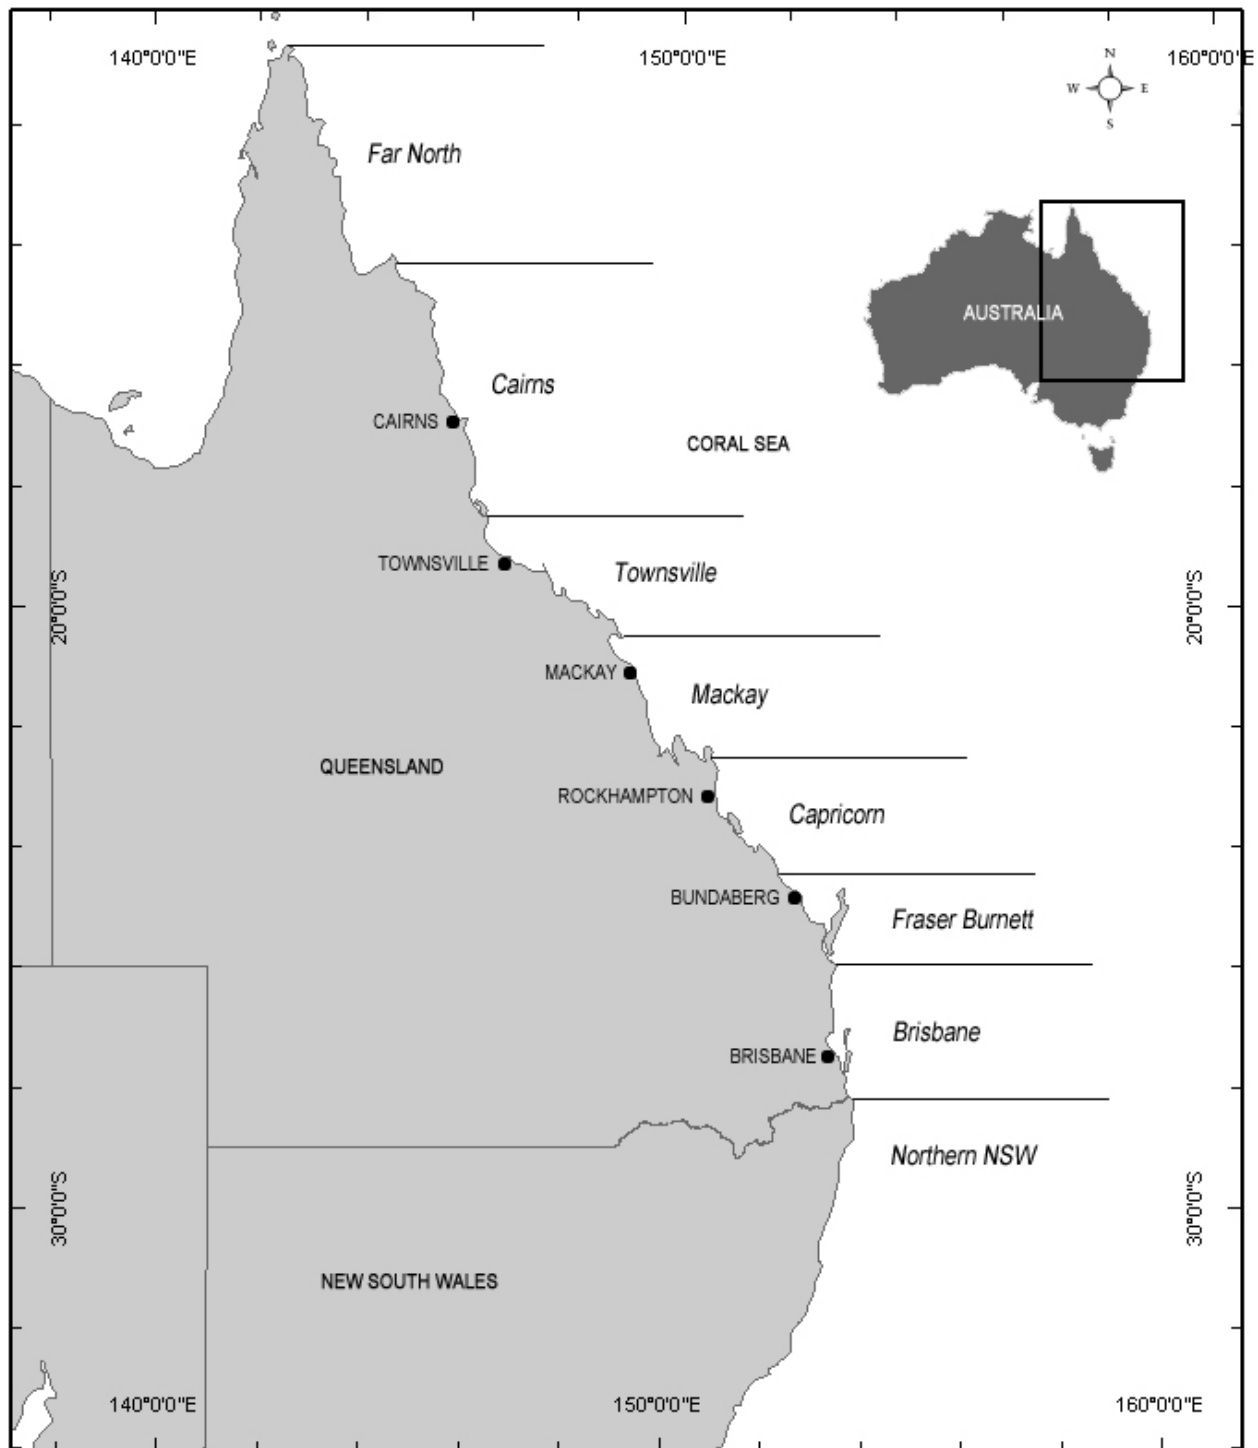 140°0'0"E
150°0'0"E
160°0'0"E
N
W
E
S
Far North
AUSTRALIA
Cairns
CAIRNS
CORAL SEA
TOWNSVILLE
Townsville
20°0'0"S
20°0'0"S
MACKAY
Mackay
QUEENSLAND
ROCKHAMPTON
Capricorn
BUNDABERG
Fraser Burnett
Brisbane
BRISBANE
Northern NSW
30°0'0"S
30°0'0"S
NEW SOUTH WALES
140°0'0"E
150°0'0"E
160°0'0"E